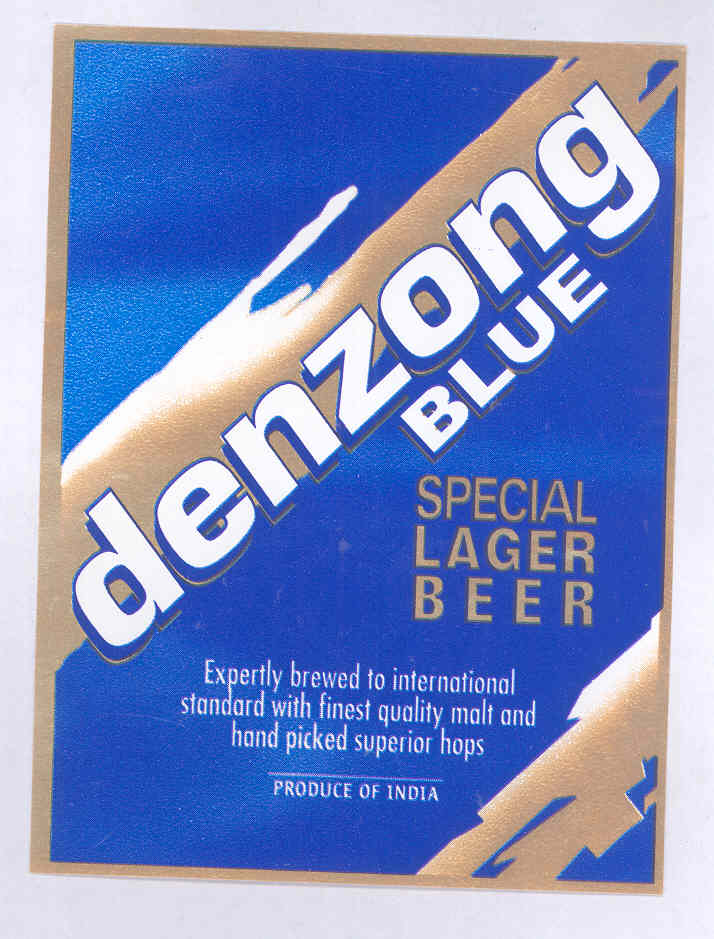 denzong
BLUE
SPECIAL
LAGER
BEER
Expertly brewed to international
standard with finest quality malt and
hand picked superior hops
PRODUCE OF INDIA